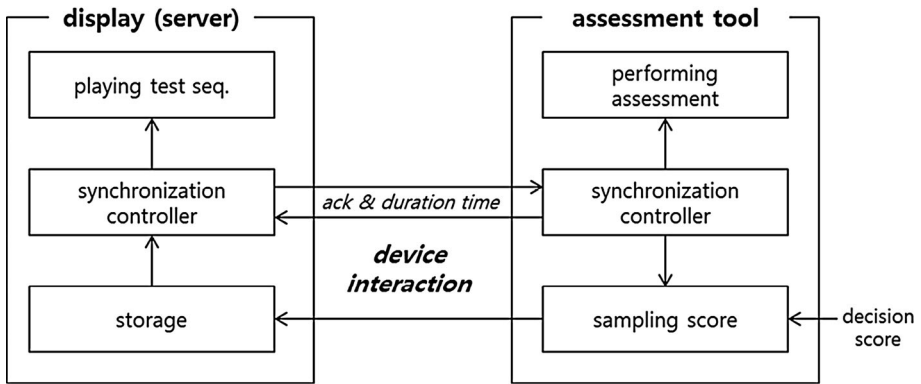 display (server)
assessment tool
playing test seq.
performing
assessment
synchronization
controller
ack & duration time
synchronization
controller
device
interaction
storage
sampling score
decision
score